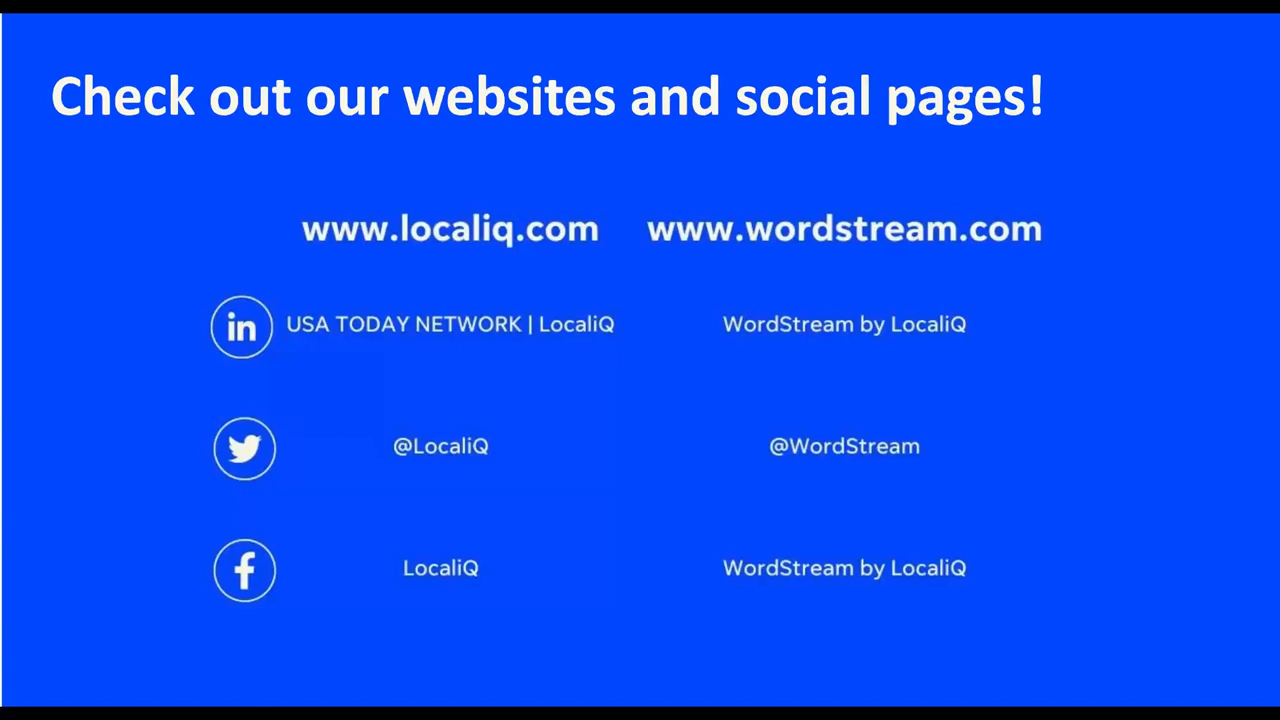 Check out our websites and social pages!
www.localiq.com www.wordstream.com
in USA TODAY NETWORK | LocaliQ WordStream by LocaliQ
@LocaliQ @WordStream
f LocaliQ WordStream by LocaliQ